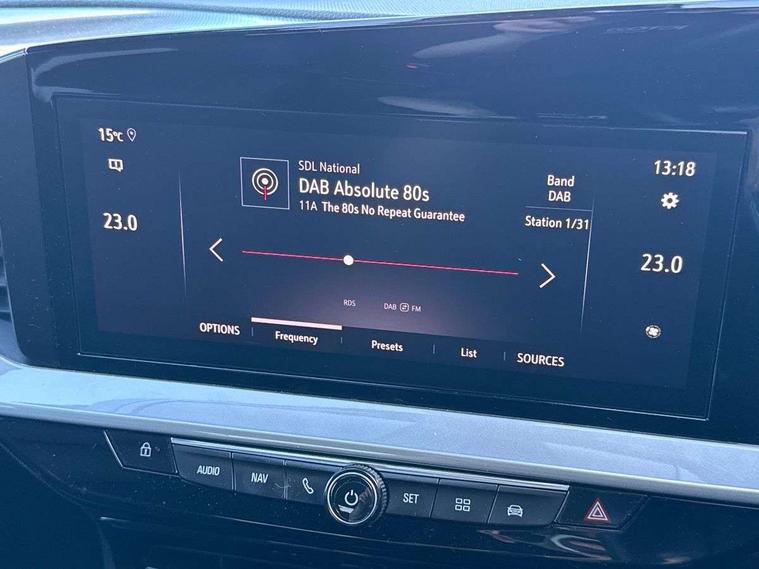 15°C
13:18
SDL National
DAB Absolute 80s
11A The 80s No Repeat Guarantee
Band
DAB
Station 1/31
23.0
23.0
RDS
DAB FM
OPTIONS
Frequency
Presets
List
SOURCES
AUDIO
NAV
SET